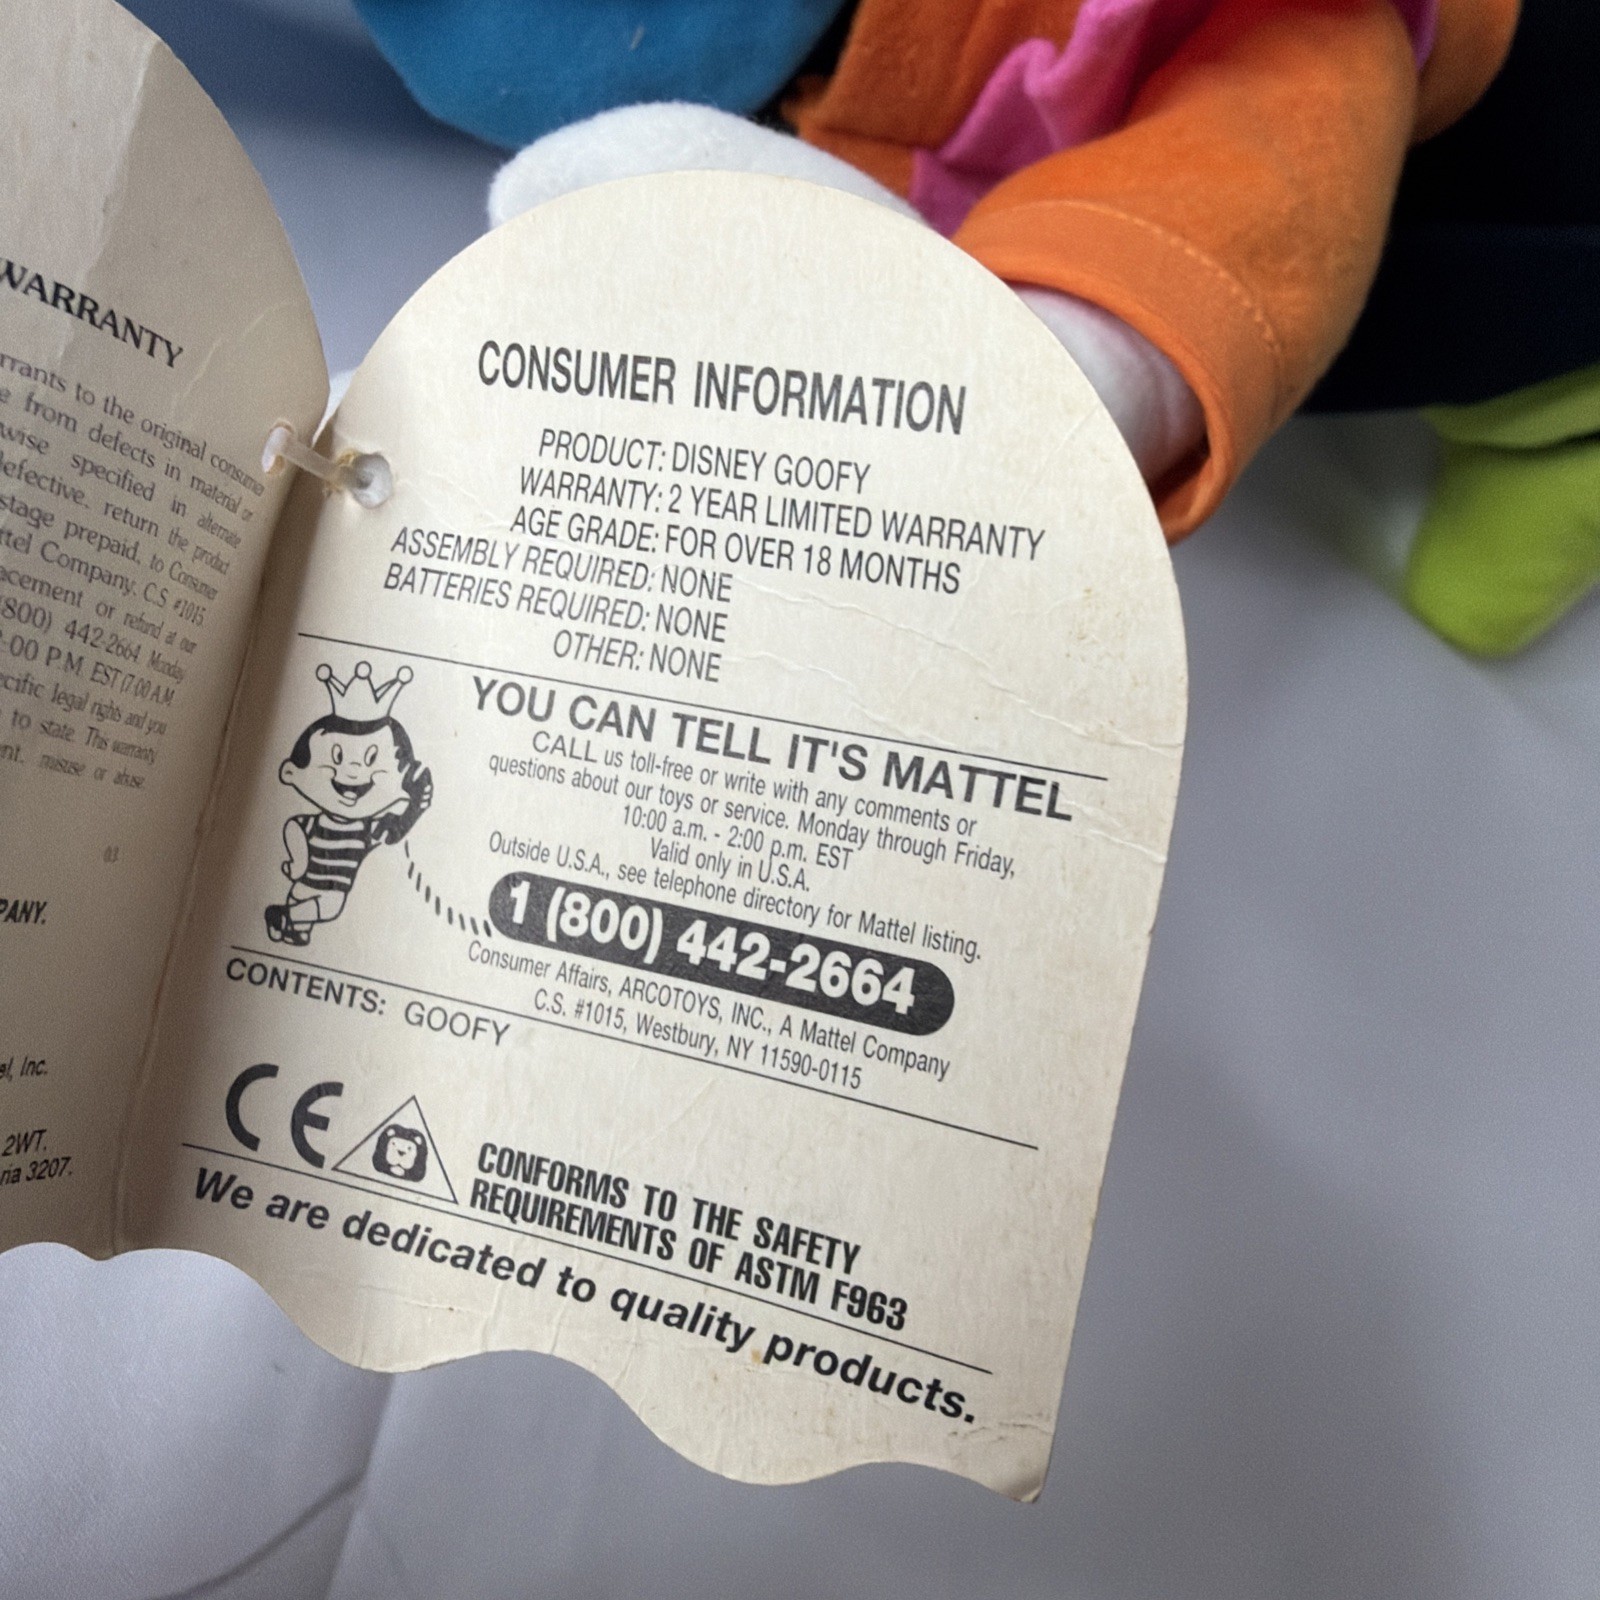 WARRANTY
rrants to the original consumer
e from defects in material or
wise specified in alternate
defective, return the product
stage prepaid, to Consumer
ttel Company. C.S. #1015.
acement or refund at our
(800) 442-2664 Monday
:00 P.M. EST (7:00 A.M.
ecific legal rights and you
to state. This warranty
nt. misuse or abuse.
03
PANY.
el, Inc.
2WT.
ria 3207.
CONSUMER INFORMATION
PRODUCT: DISNEY GOOFY
WARRANTY: 2 YEAR LIMITED WARRANTY
AGE GRADE: FOR OVER 18 MONTHS
ASSEMBLY REQUIRED: NONE
BATTERIES REQUIRED: NONE
OTHER: NONE
YOU CAN TELL IT'S MATTEL
CALL us toll-free or write with any comments or
questions about our toys or service. Monday through Friday,
10:00 a.m. - 2:00 p.m. EST
Valid only in U.S.A.
Outside U.S.A., see telephone directory for Mattel listing.
1 (800) 442-2664
Consumer Affairs, ARCOTOYS, INC., A Mattel Company
C.S. #1015, Westbury, NY 11590-0115
CONTENTS: GOOFY
CE
CONFORMS TO THE SAFETY
REQUIREMENTS OF ASTM F963
We are dedicated to quality products.